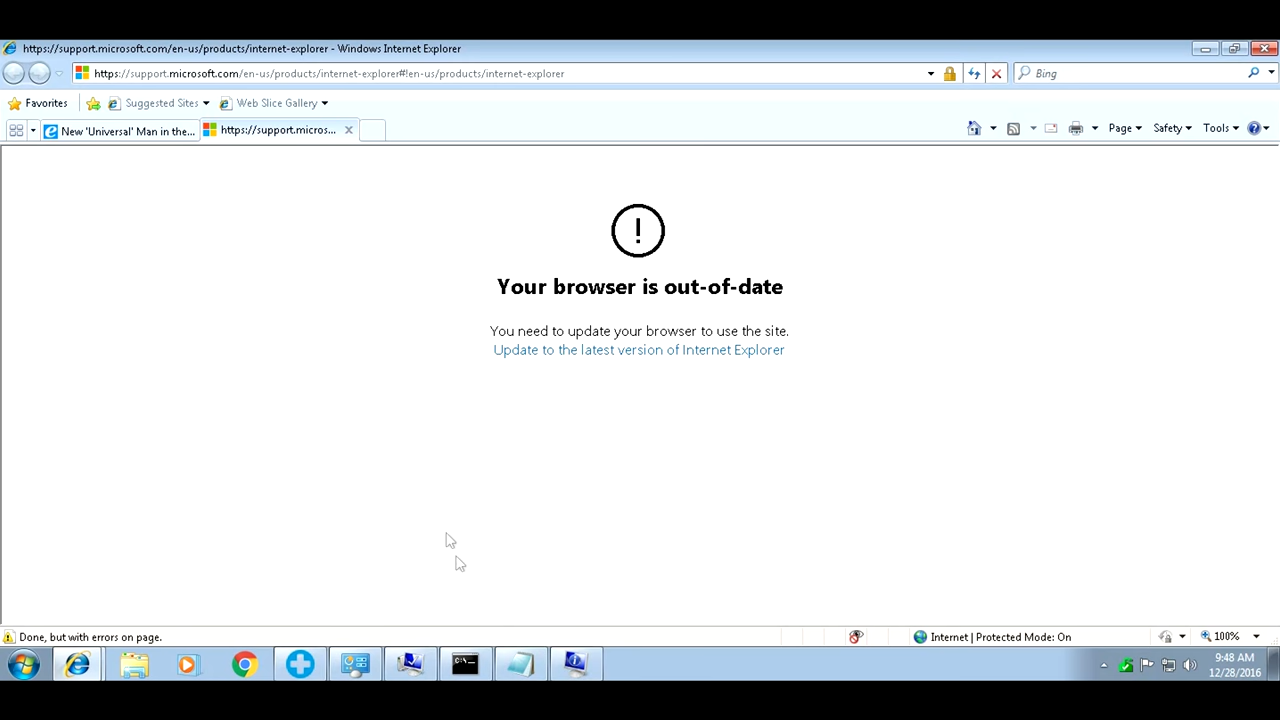 https://support.microsoft.com/en-us/products/internet-explorer - Windows Internet Explorer
https://support.microsoft.com/en-us/products/internet-explorer#!en-us/products/internet-explorer
Bing
Favorites
Suggested Sites
Web Slice Gallery
New 'Universal' Man in the...
https://support.micros...
Page
Safety
Tools
!
Your browser is out-of-date
You need to update your browser to use the site.
Update to the latest version of Internet Explorer
Done, but with errors on page.
Internet | Protected Mode: On
100%
C:\
9:48 AM
12/28/2016